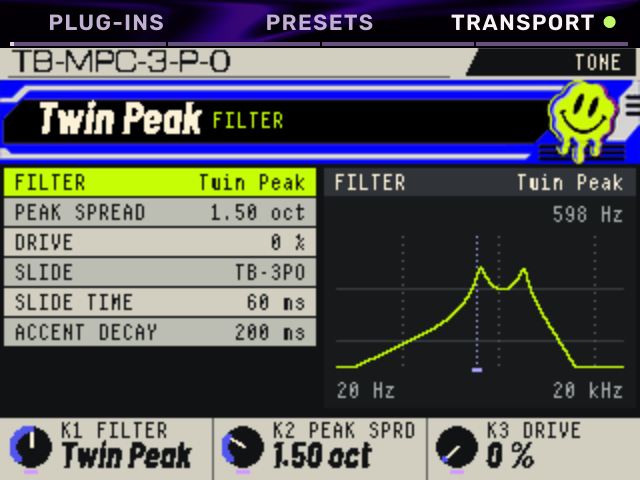 PLUG-INS PRESETS TRANSPORT
TB-MPC-3-P-O TONE
Twin Peak FILTER
FILTER Twin Peak
PEAK SPREAD 1.50 oct
DRIVE 0 %
SLIDE TB-3PO
SLIDE TIME 60 ms
ACCENT DECAY 200 ms
FILTER Twin Peak
598 Hz
20 Hz 20 kHz
K1 FILTER
Twin Peak
K2 PEAK SPRD
1.50 oct
K3 DRIVE
0 %